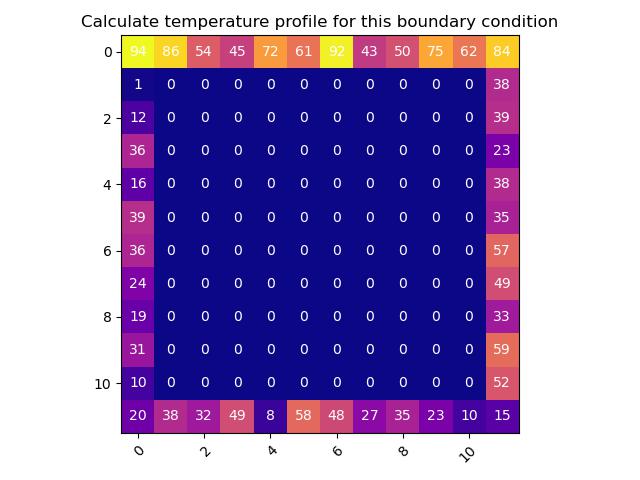 Calculate temperature profile for this boundary condition
0 94 86 54 45 72 61 92 43 50 75 62 84
1 0 0 0 0 0 0 0 0 0 0 38
2 12 0 0 0 0 0 0 0 0 0 0 39
36 0 0 0 0 0 0 0 0 0 0 23
4 16 0 0 0 0 0 0 0 0 0 0 38
39 0 0 0 0 0 0 0 0 0 0 35
6 36 0 0 0 0 0 0 0 0 0 0 57
24 0 0 0 0 0 0 0 0 0 0 49
8 19 0 0 0 0 0 0 0 0 0 0 33
31 0 0 0 0 0 0 0 0 0 0 59
10 10 0 0 0 0 0 0 0 0 0 0 52
20 38 32 49 8 58 48 27 35 23 10 15
0 2 4 6 8 10